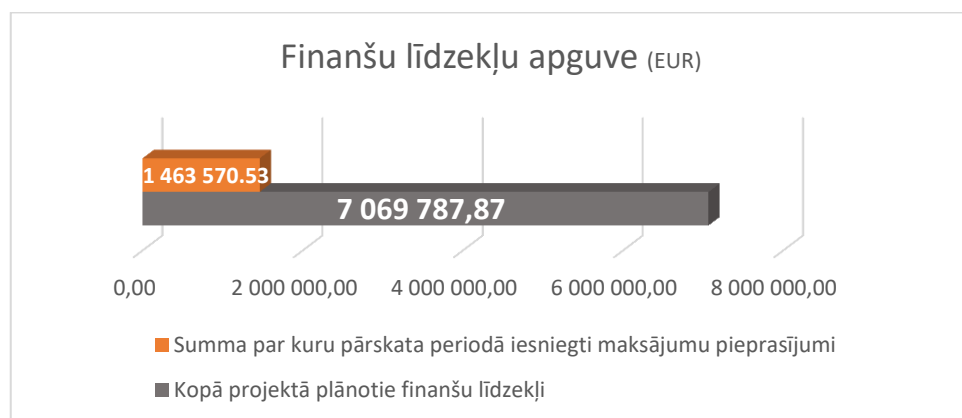 Finanšu līdzekļu apguve (EUR)
1 463 570.53
7 069 787,87
0,00 2 000 000,00 4 000 000,00 6 000 000,00 8 000 000,00
Summa par kuru pārskata periodā iesniegti maksājumu pieprasījumi
Kopā projektā plānotie finanšu līdzekļi